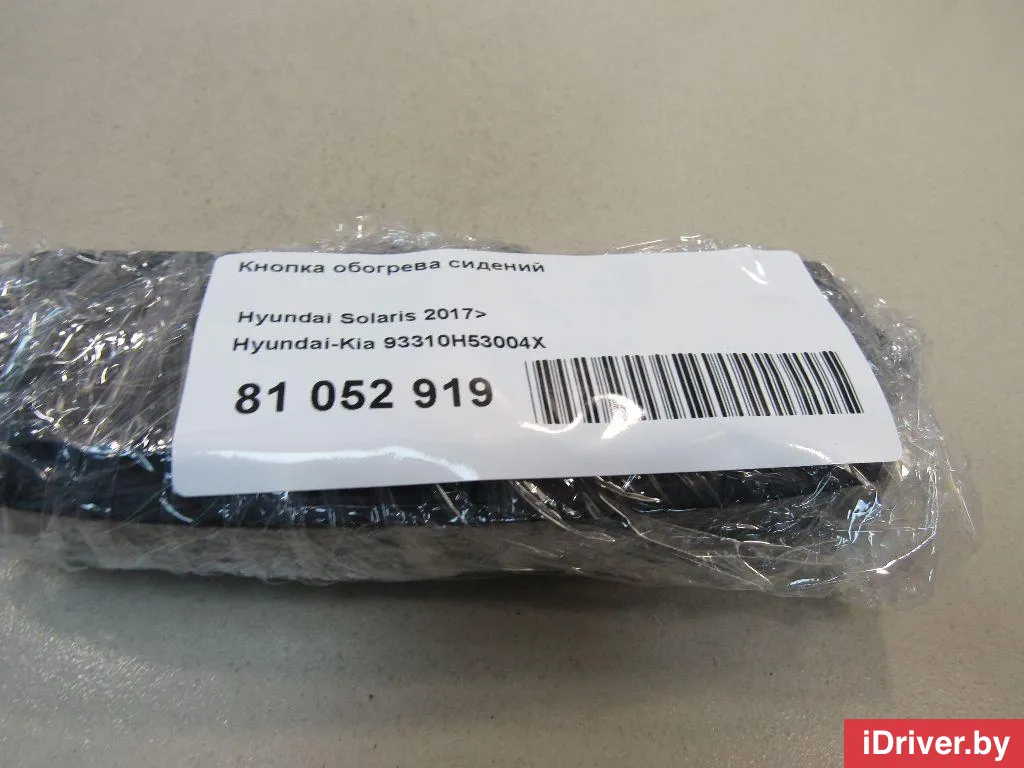 Кнопка обогрева сидений
Hyundai Solaris 2017>
Hyundai-Kia 93310H53004X
81 052 919
iDriver.by